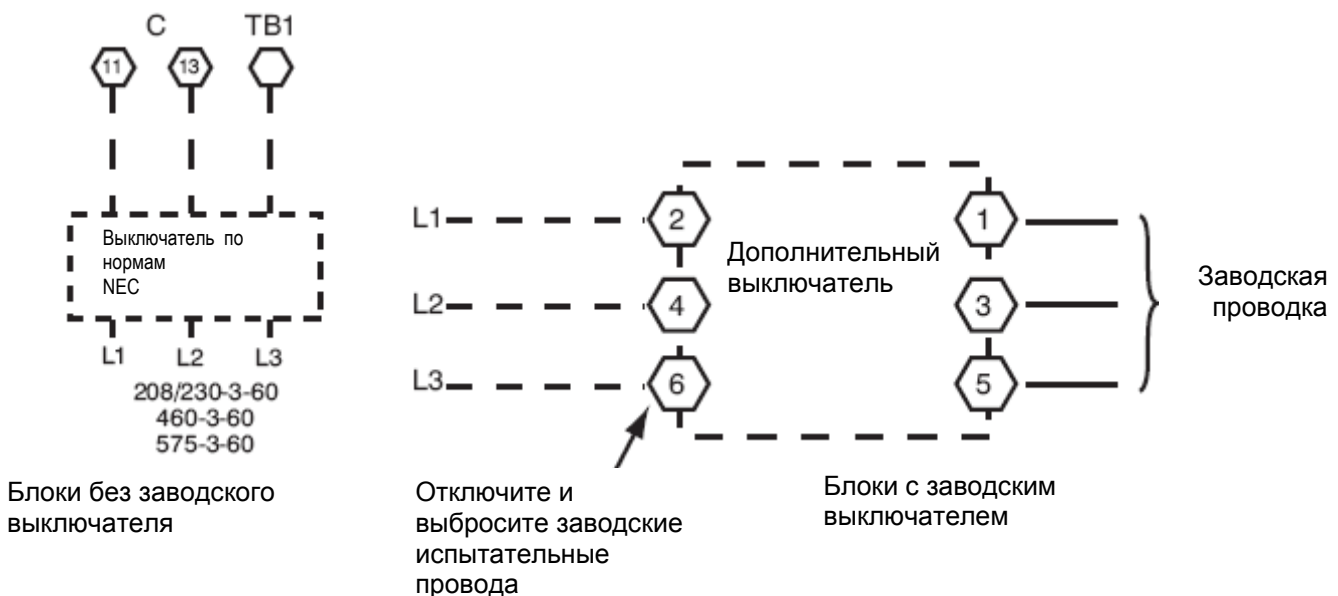 C TB1
11 13
Выключатель по
нормам
NEC
L1 L2 L3
208/230-3-60
460-3-60
575-3-60
Блоки без заводского
выключателя
L1 2 1
L2 4 3
L3 6 5
Дополнительный
выключатель
Заводская
проводка
Отключите и
выбросите заводские
испытательные
провода
Блоки с заводским
выключателем